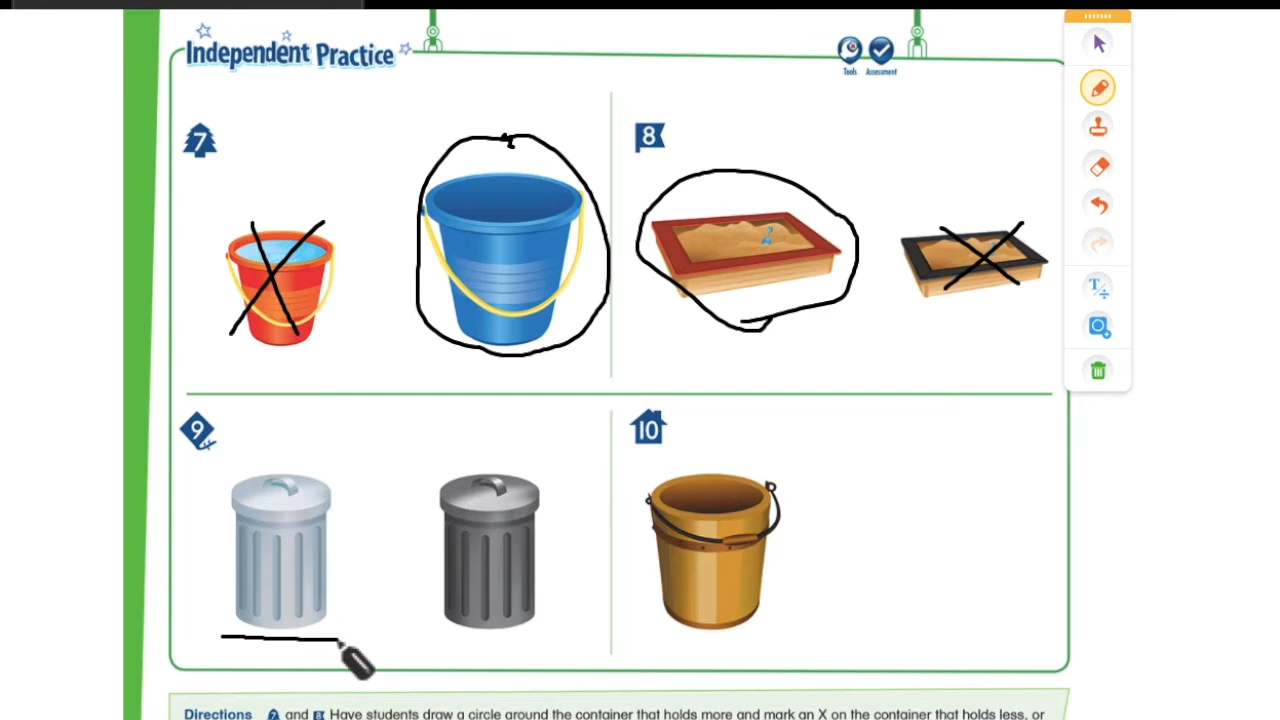 Independent Practice
Tools Assessment
7
8
9
10
Directions 7 and 8 Have students draw a circle around the container that holds more and mark an X on the container that holds less, or